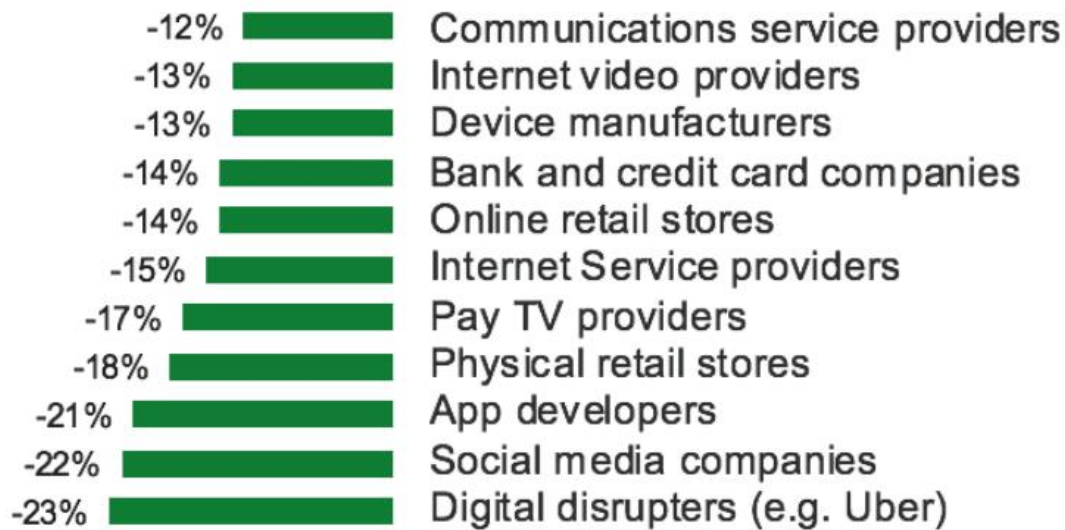 -12% Communications service providers
-13% Internet video providers
-13% Device manufacturers
-14% Bank and credit card companies
-14% Online retail stores
-15% Internet Service providers
-17% Pay TV providers
-18% Physical retail stores
-21% App developers
-22% Social media companies
-23% Digital disrupters (e.g. Uber)